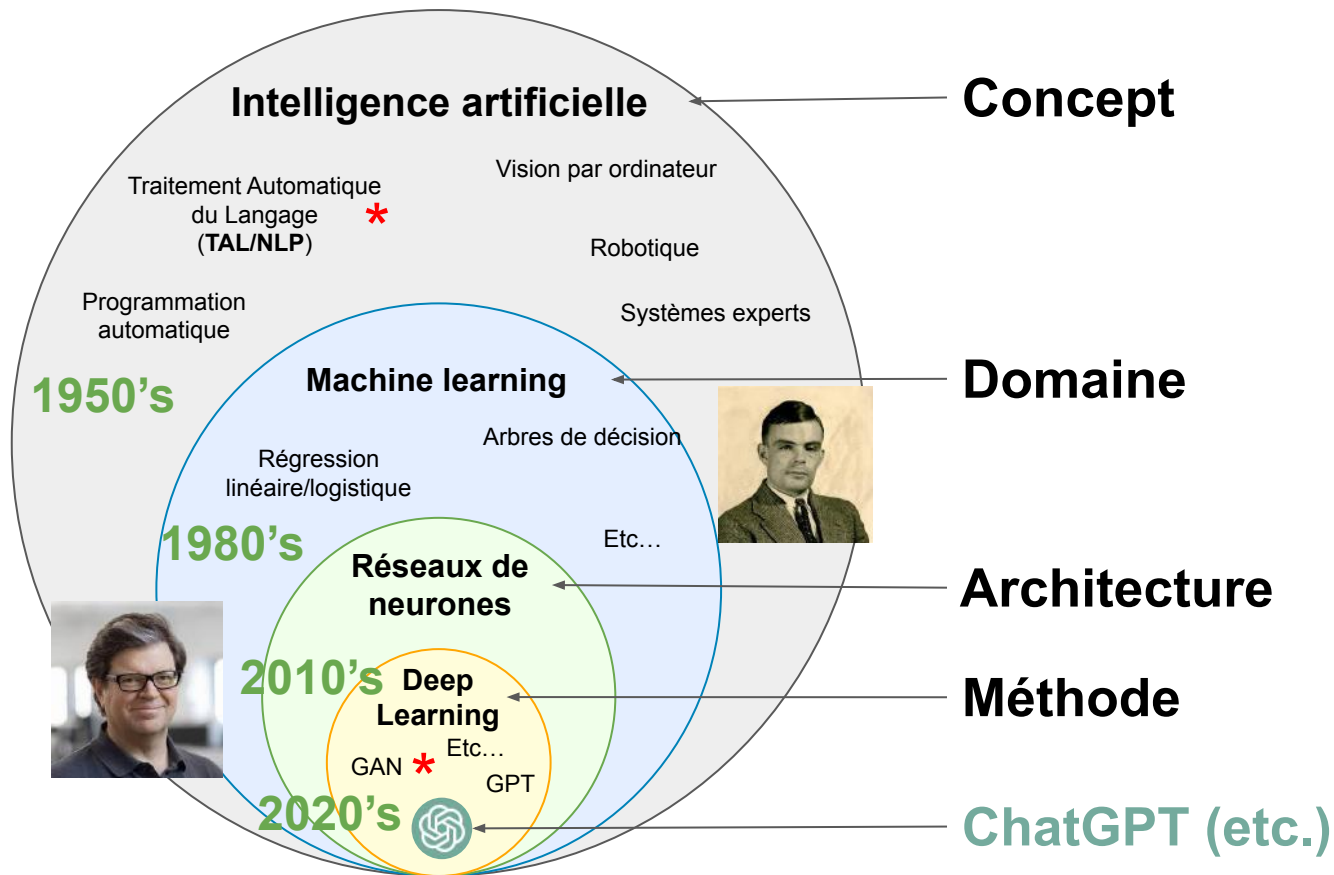 Intelligence artificielle
Concept
Vision par ordinateur
Traitement Automatique
du Langage *
(TAL/NLP)
Robotique
Programmation
automatique
Systèmes experts
1950's
Machine learning
Domaine
Arbres de décision
Régression
linéaire/logistique
1980's
Etc...
Réseaux de
neurones
Architecture
2010's
Deep
Learning
Méthode
Etc...
GAN *
GPT
2020's
ChatGPT (etc.)